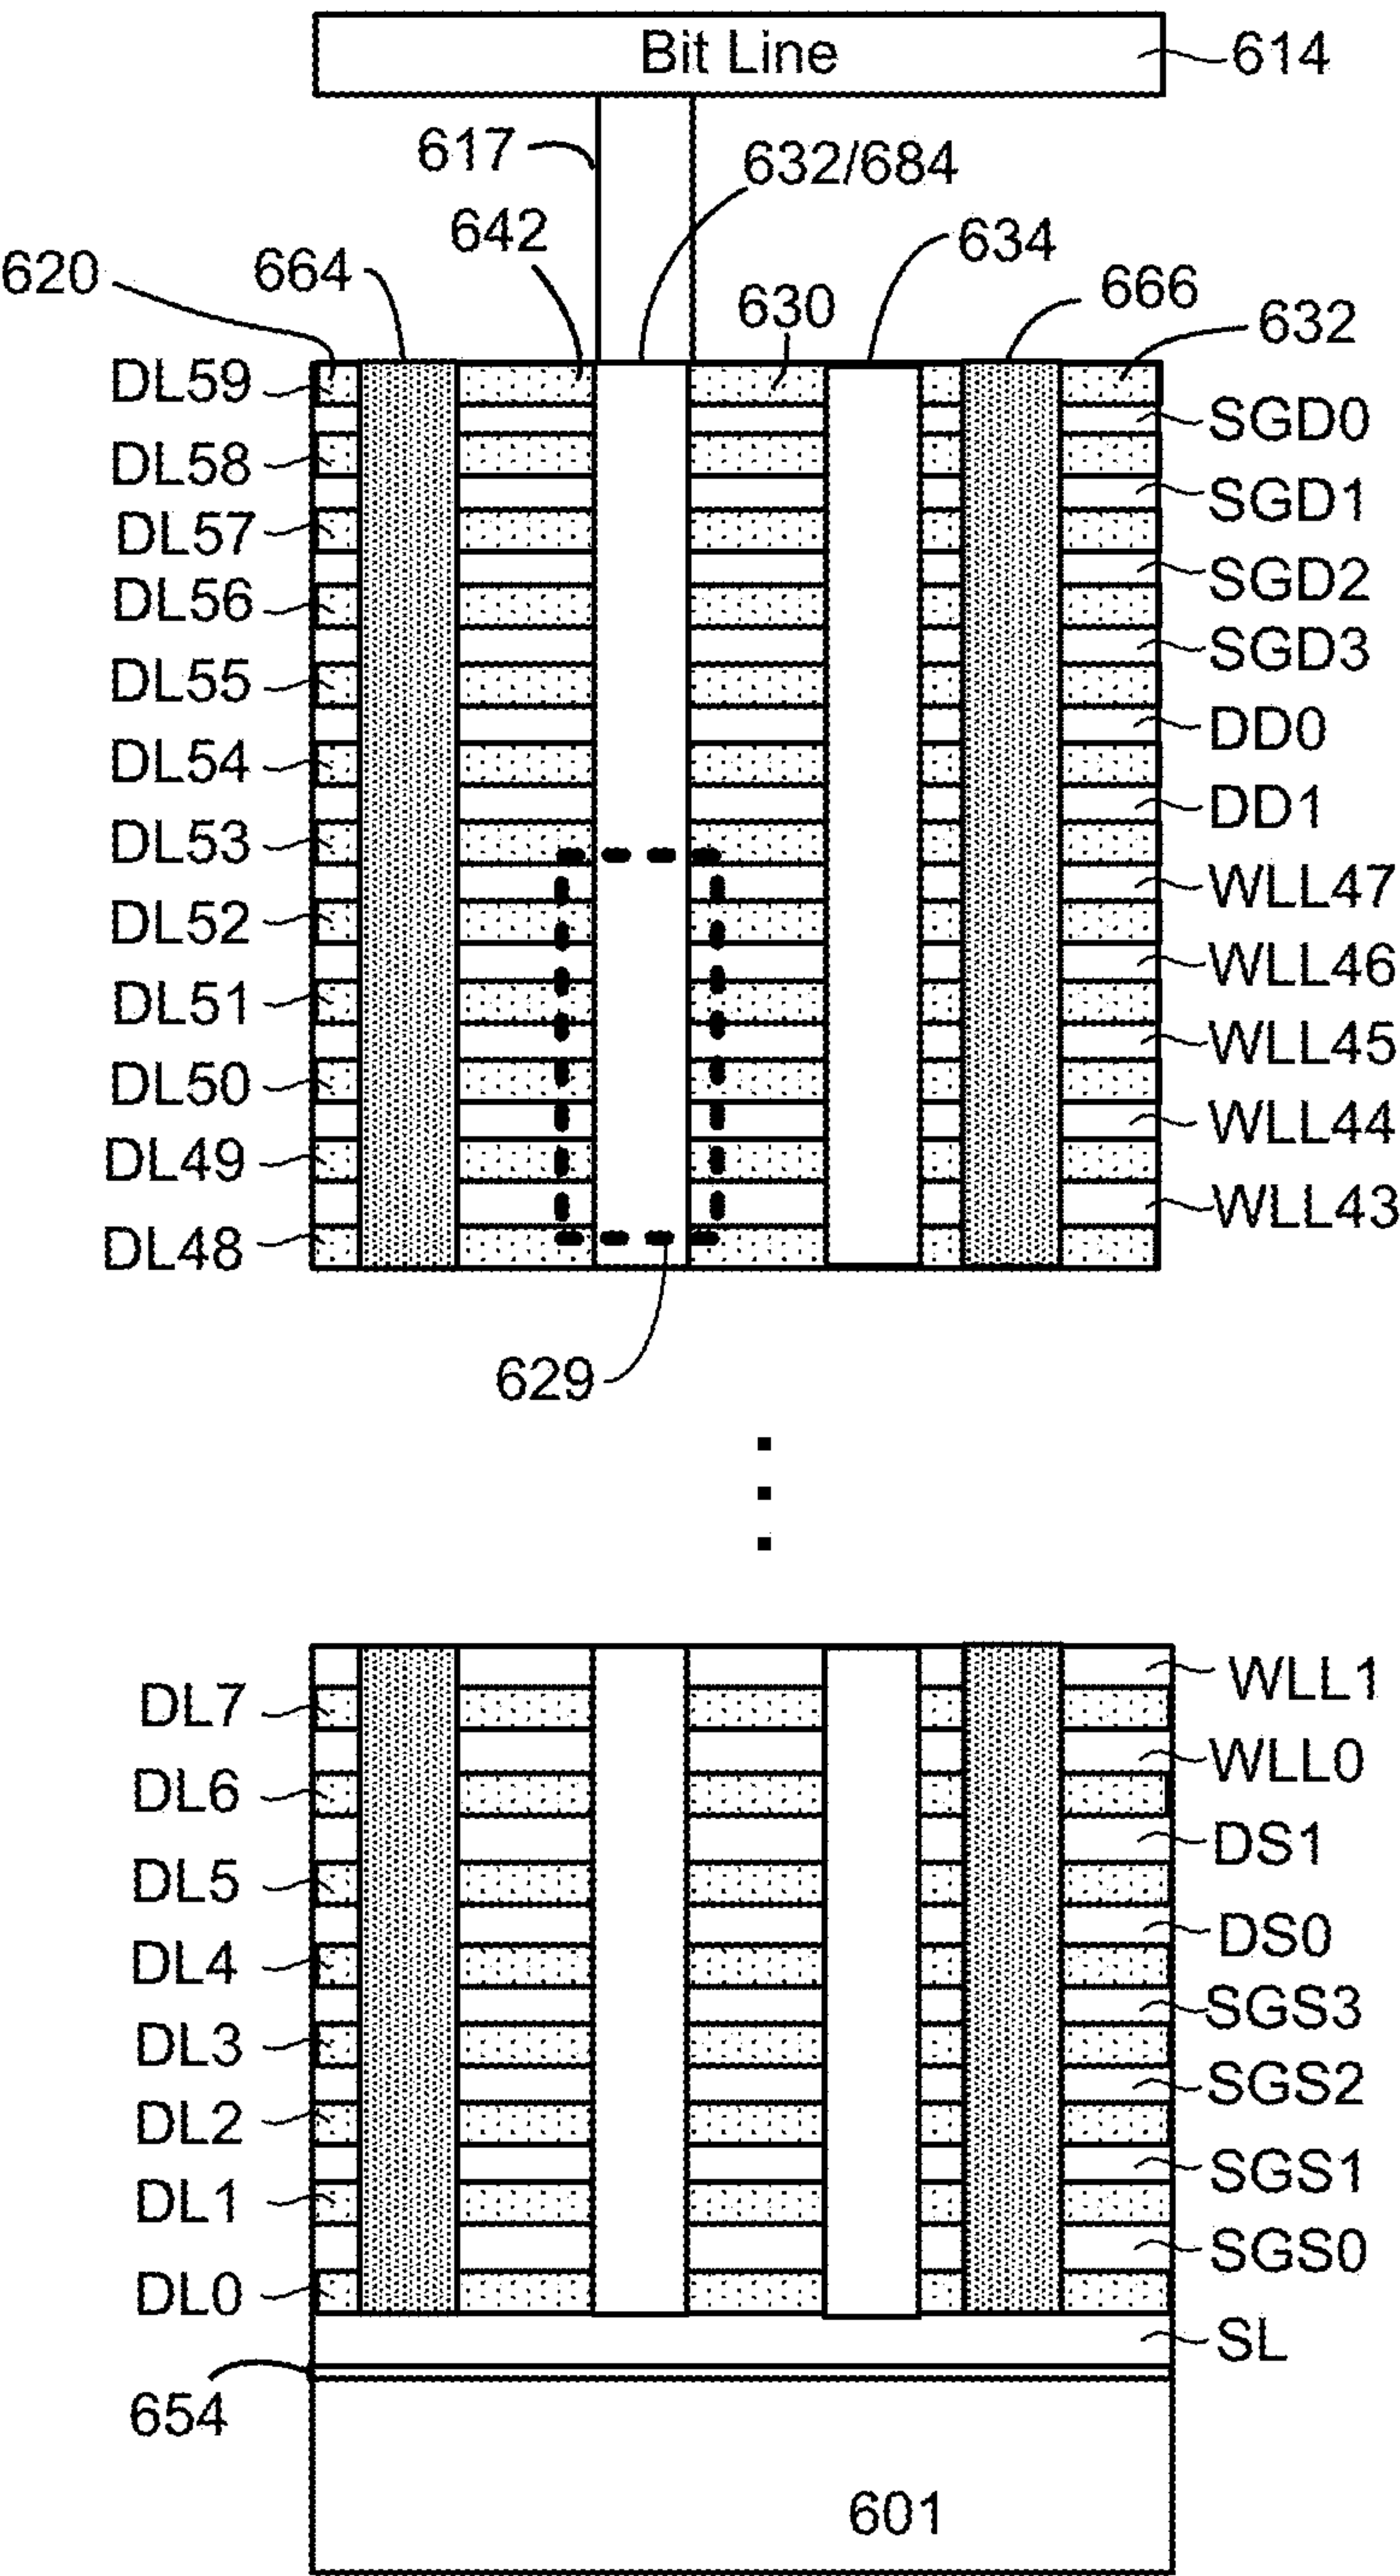 Bit Line
614
617
632/684
642
634
620
664
666
630
632
DL59
SGD0
DL58
SGD1
DL57
SGD2
DL56
SGD3
DL55
DD0
DL54
DD1
DL53
WLL47
DL52
WLL46
DL51
WLL45
DL50
WLL44
DL49
WLL43
DL48
629
WLL1
DL7
WLL0
DL6
DS1
DL5
DS0
DL4
SGS3
DL3
SGS2
DL2
SGS1
DL1
SGS0
DL0
SL
654
601